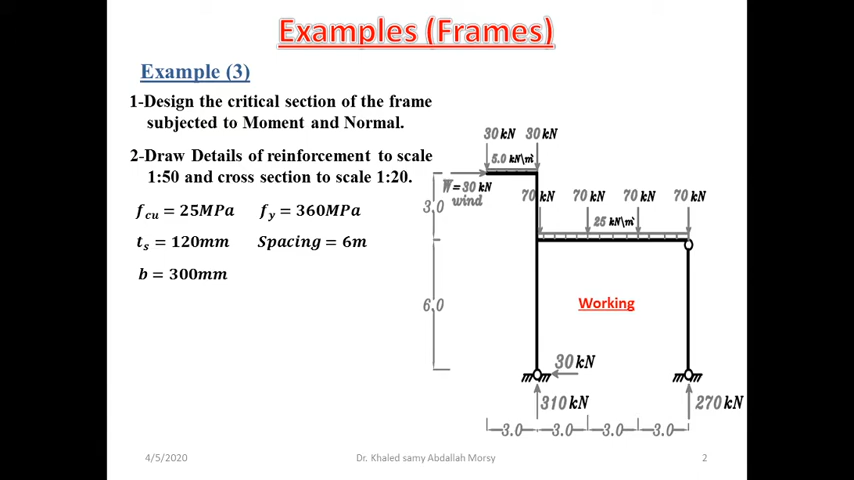 Examples (Frames)
Example (3)
1-Design the critical section of the frame
subjected to Moment and Normal.
2-Draw Details of reinforcement to scale
1:50 and cross section to scale 1:20.
fcu = 25MPa fy = 360MPa
ts = 120mm Spacing = 6m
b = 300mm
30 kN 30 kN
5.0 kN\m`
W=30 kN
wind
3.0
70 kN 70 kN 70 kN 70 kN
25 kN\m`
6.0
Working
30 kN
310 kN 270 kN
3.0 3.0 3.0 3.0
4/5/2020 Dr. Khaled samy Abdallah Morsy 2